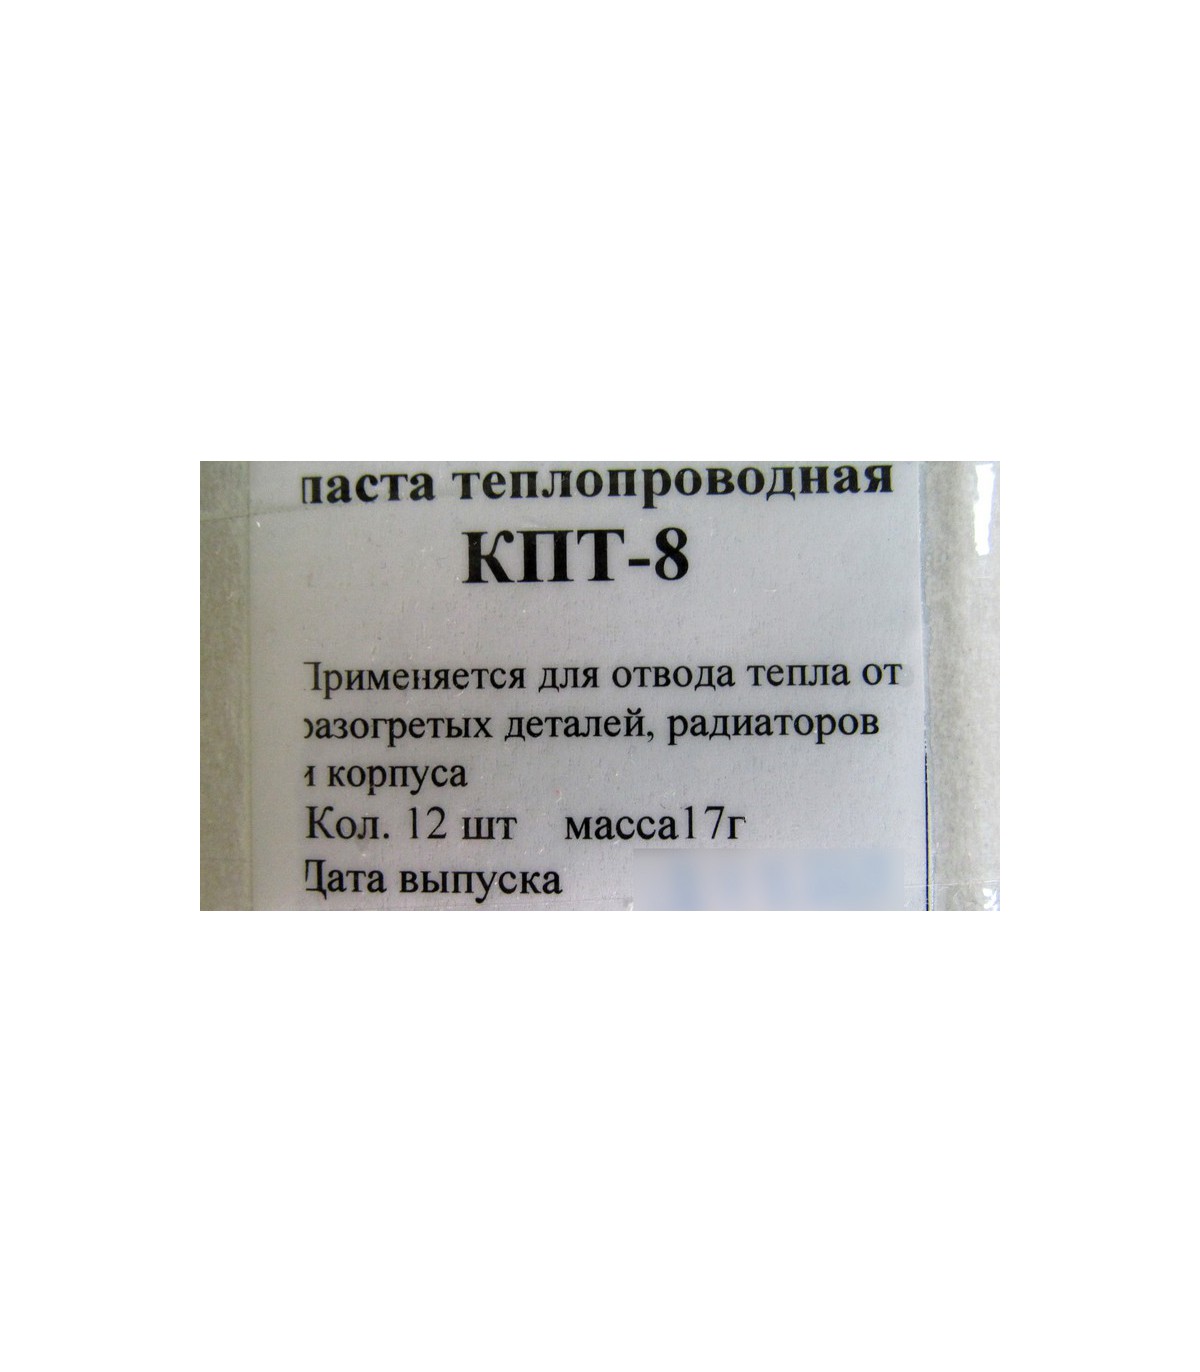 паста теплопроводная
КПТ-8
Применяется для отвода тепла от
разогретых деталей, радиаторов
и корпуса
Кол. 12 шт масса17г
Дата выпуска